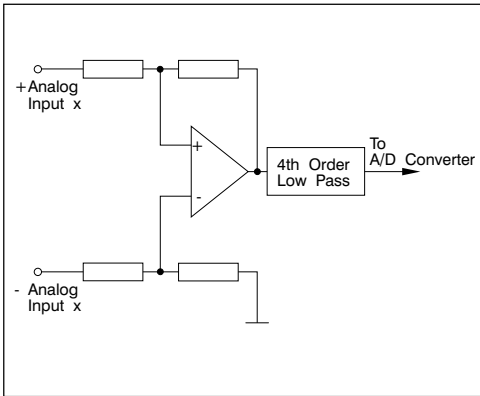 +Analog
Input x
+
-
4th Order
Low Pass
To
A/D Converter
- Analog
Input x